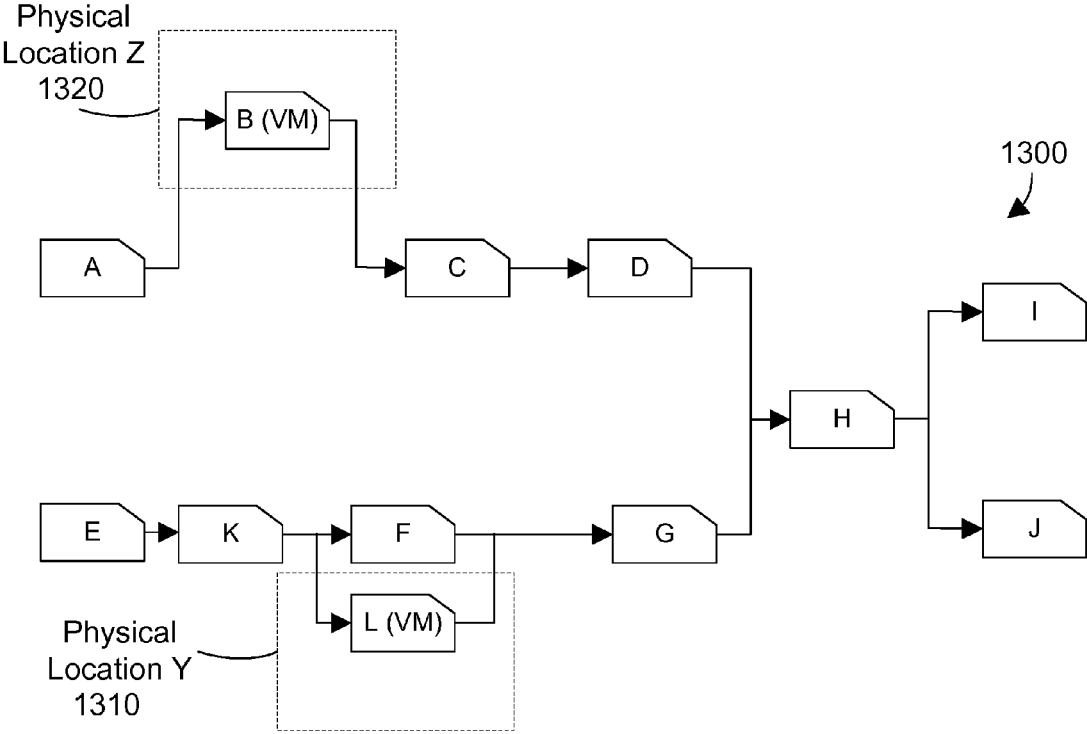 Physical
Location Z
1320
B (VM)
1300
A
C
D
I
H
E
K
F
G
J
L (VM)
Physical
Location Y
1310